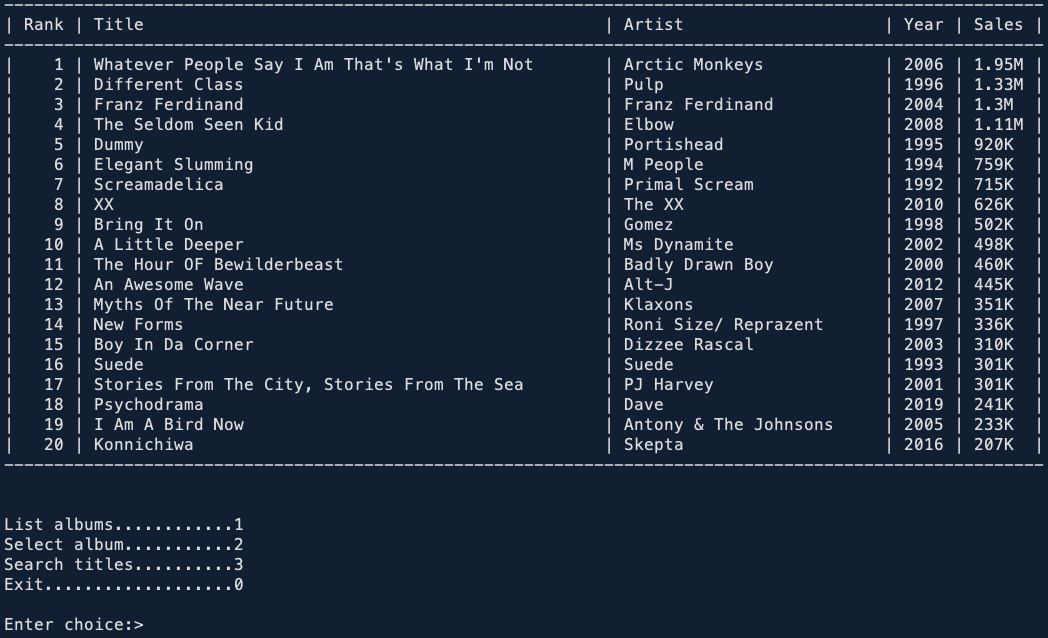 | Rank | Title | Artist | Year | Sales |
| 1 | Whatever People Say I Am That's What I'm Not | Arctic Monkeys | 2006 | 1.95M |
| 2 | Different Class | Pulp | 1996 | 1.33M |
| 3 | Franz Ferdinand | Franz Ferdinand | 2004 | 1.3M |
| 4 | The Seldom Seen Kid | Elbow | 2008 | 1.11M |
| 5 | Dummy | Portishead | 1995 | 920K |
| 6 | Elegant Slumming | M People | 1994 | 759K |
| 7 | Screamadelica | Primal Scream | 1992 | 715K |
| 8 | XX | The XX | 2010 | 626K |
| 9 | Bring It On | Gomez | 1998 | 502K |
| 10 | A Little Deeper | Ms Dynamite | 2002 | 498K |
| 11 | The Hour OF Bewilderbeast | Badly Drawn Boy | 2000 | 460K |
| 12 | An Awesome Wave | Alt-J | 2012 | 445K |
| 13 | Myths Of The Near Future | Klaxons | 2007 | 351K |
| 14 | New Forms | Roni Size/ Reprazent | 1997 | 336K |
| 15 | Boy In Da Corner | Dizzee Rascal | 2003 | 310K |
| 16 | Suede | Suede | 1993 | 301K |
| 17 | Stories From The City, Stories From The Sea | PJ Harvey | 2001 | 301K |
| 18 | Psychodrama | Dave | 2019 | 241K |
| 19 | I Am A Bird Now | Antony & The Johnsons | 2005 | 233K |
| 20 | Konnichiwa | Skepta | 2016 | 207K |
List albums............1
Select album...........2
Search titles..........3
Exit...................0
Enter choice:>